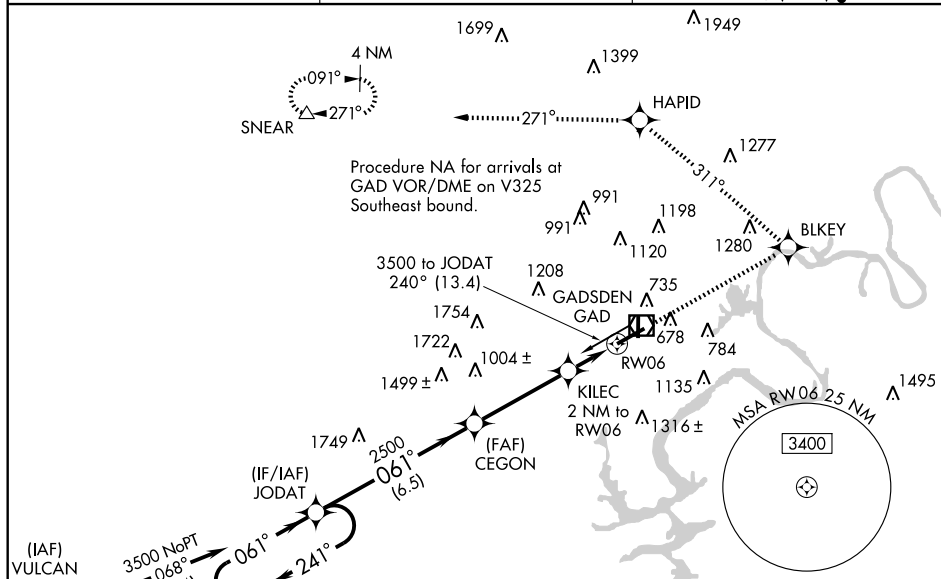 1699
1949
1399
4 NM
091°
271°
SNEAR
271°
HAPID
1277
311°
Procedure NA for arrivals at
GAD VOR/DME on V325
Southeast bound.
991
991
1198
1120
1280
BLKEY
3500 to JODAT
240° (13.4)
1208
GADSDEN
GAD
735
678
784
1754
1722
1004 ±
1499 ±
RW06
KILEC
2 NM to
RW06
1135
1316 ±
1495
MSA RW06 25 NM
3400
1749
2500
061°
(6.5)
(FAF)
CEGON
(IF/IAF)
JODAT
(IAF)
VULCAN
3500 NoPT
068°
061°
241°